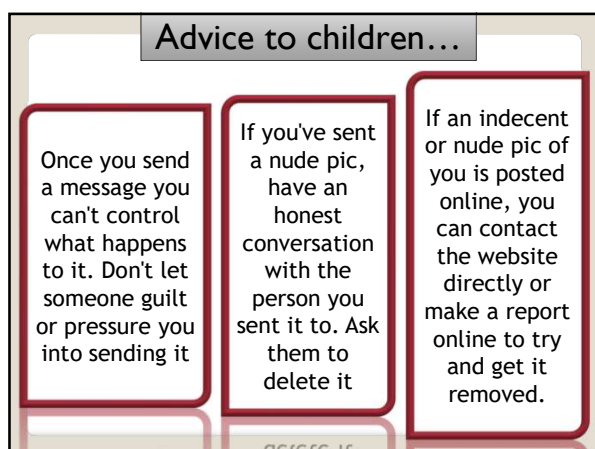 Advice to children…
Once you send
a message you
can't control
what happens
to it. Don't let
someone guilt
or pressure you
into sending it
If you've sent
a nude pic,
have an
honest
conversation
with the
person you
sent it to. Ask
them to
delete it
If an indecent
or nude pic of
you is posted
online, you
can contact
the website
directly or
make a report
online to try
and get it
removed.